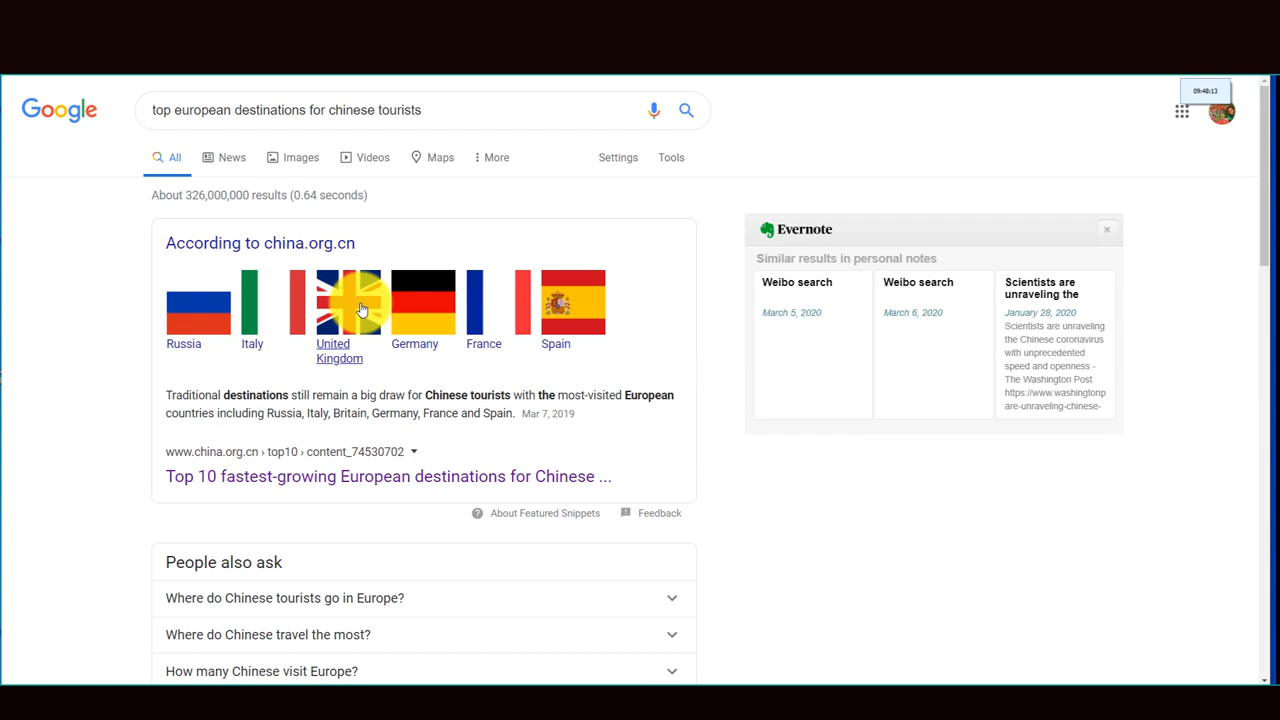 09:48:13
Google
top european destinations for chinese tourists
All
News
Images
Videos
Maps
More
Settings
Tools
About 326,000,000 results (0.64 seconds)
According to china.org.cn
Russia
Italy
United
Kingdom
Germany
France
Spain
Traditional destinations still remain a big draw for Chinese tourists with the most-visited European
countries including Russia, Italy, Britain, Germany, France and Spain. Mar 7, 2019
www.china.org.cn › top10 › content_74530702
Top 10 fastest-growing European destinations for Chinese ...
About Featured Snippets
Feedback
People also ask
Where do Chinese tourists go in Europe?
Where do Chinese travel the most?
How many Chinese visit Europe?
Evernote
Similar results in personal notes
Weibo search
March 5, 2020
Weibo search
March 6, 2020
Scientists are
unraveling the
January 28, 2020
Scientists are unraveling
the Chinese coronavirus
with unprecedented
speed and openness -
The Washington Post
https://www.washingtonp
are-unraveling-chinese-